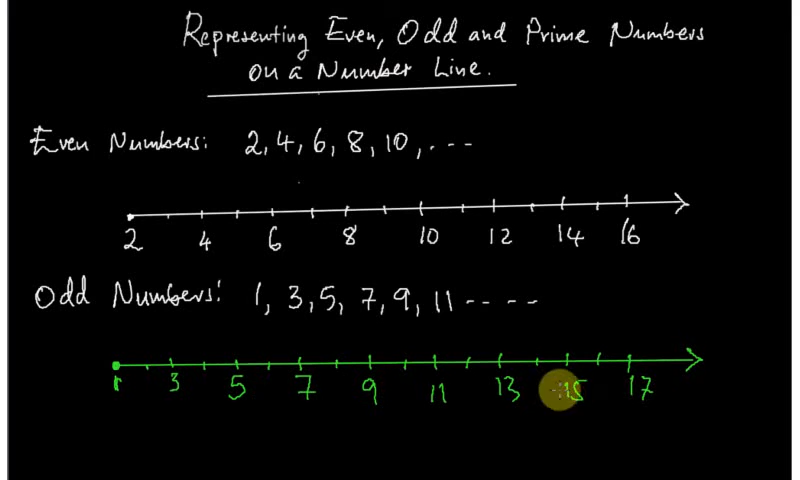 Representing Even, Odd and Prime Numbers
on a Number Line.
Even Numbers: 2, 4, 6, 8, 10, ....
2 4 6 8 10 12 14 16
Odd Numbers: 1, 3, 5, 7, 9, 11 ----
1 3 5 7 9 11 13 15 17